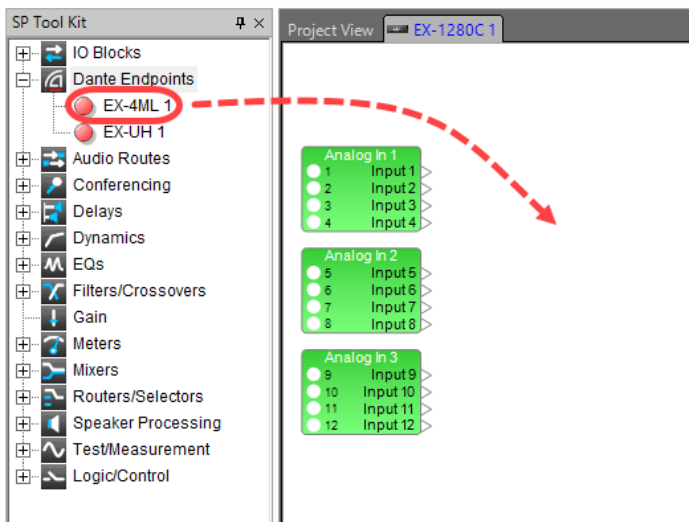 SP Tool Kit
IO Blocks
Dante Endpoints
EX-4ML 1
EX-UH 1
Audio Routes
Conferencing
Delays
Dynamics
EQs
Filters/Crossovers
Gain
Meters
Mixers
Routers/Selectors
Speaker Processing
Test/Measurement
Logic/Control
Project View EX-1280C 1
Analog In 1
1 Input 1
2 Input 2
3 Input 3
4 Input 4
Analog In 2
5 Input 5
6 Input 6
7 Input 7
8 Input 8
Analog In 3
9 Input 9
10 Input 10
11 Input 11
12 Input 12